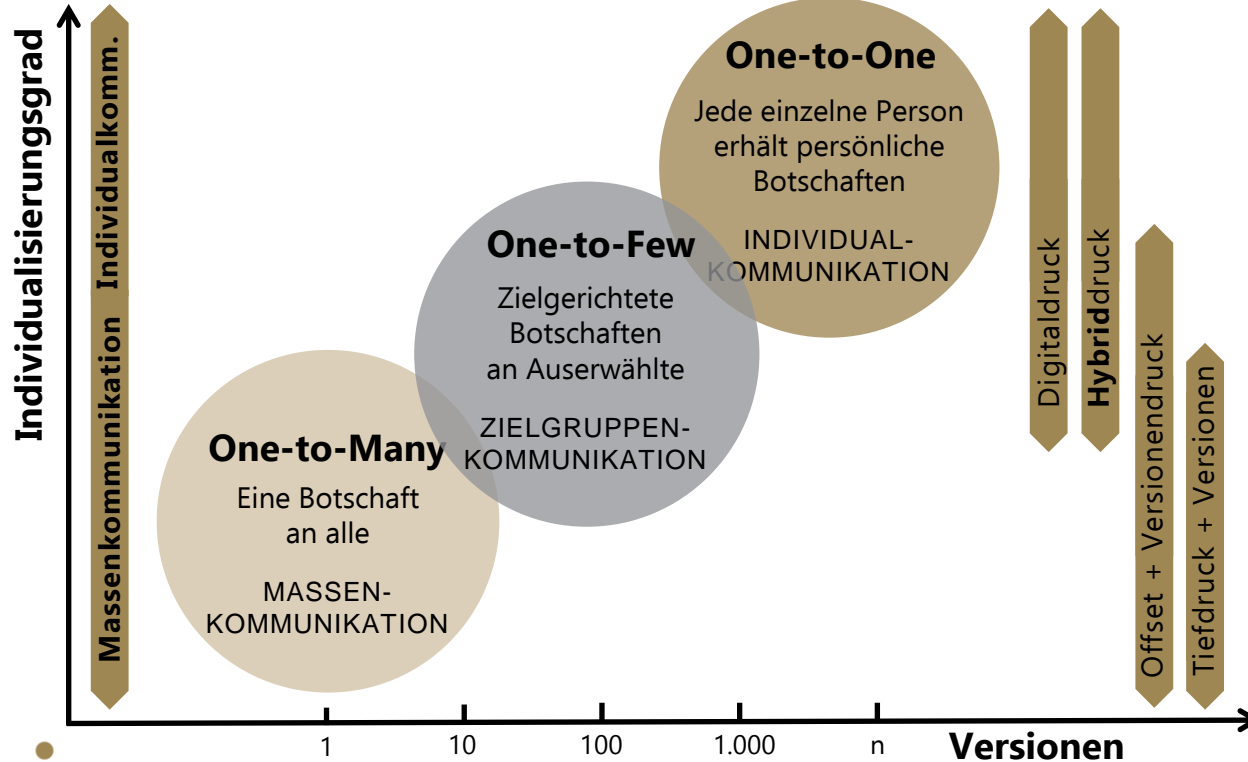 Individualisierungsgrad
Massenkommunikation Individualkomm.
One-to-One
Jede einzelne Person
erhält persönliche
Botschaften
INDIVIDUAL-
KOMMUNIKATION
One-to-Few
Zielgerichtete
Botschaften
an Auserwählte
ZIELGRUPPEN-
KOMMUNIKATION
One-to-Many
Eine Botschaft
an alle
MASSEN-
KOMMUNIKATION
Digitaldruck
Hybriddruck
Offset + Versionendruck
Tiefdruck + Versionen
1
10
100
1.000
n
Versionen